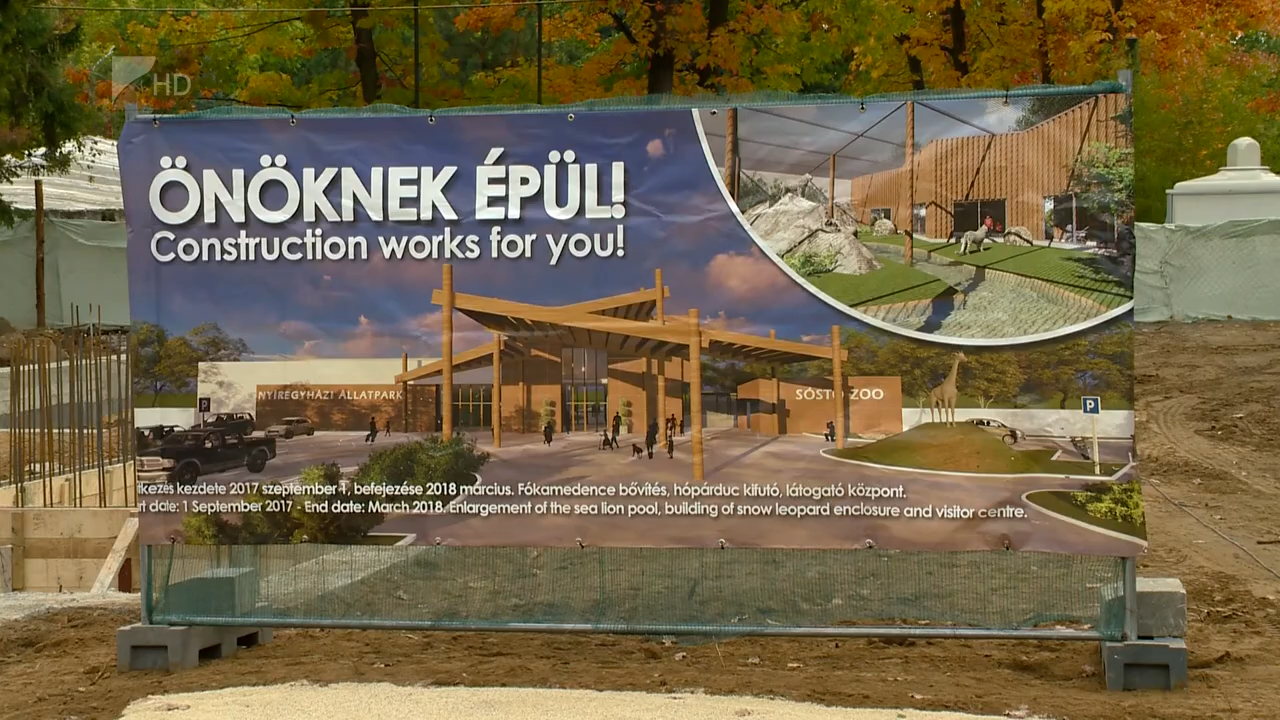 HD
ÖNÖKNEK ÉPÜL!
Construction works for you!
NYÍREGYHÁZI ÁLLATPARK
SÓSTÓ ZOO
P
P
kezdete 2017 szeptember 1, befejezése 2018 március. Fókamedence bővítés, hópárduc kifutó, látogató központ.
date: 1 September 2017 - End date: March 2018. Enlargement of the sea lion pool, building of snow leopard enclosure and visitor centre.